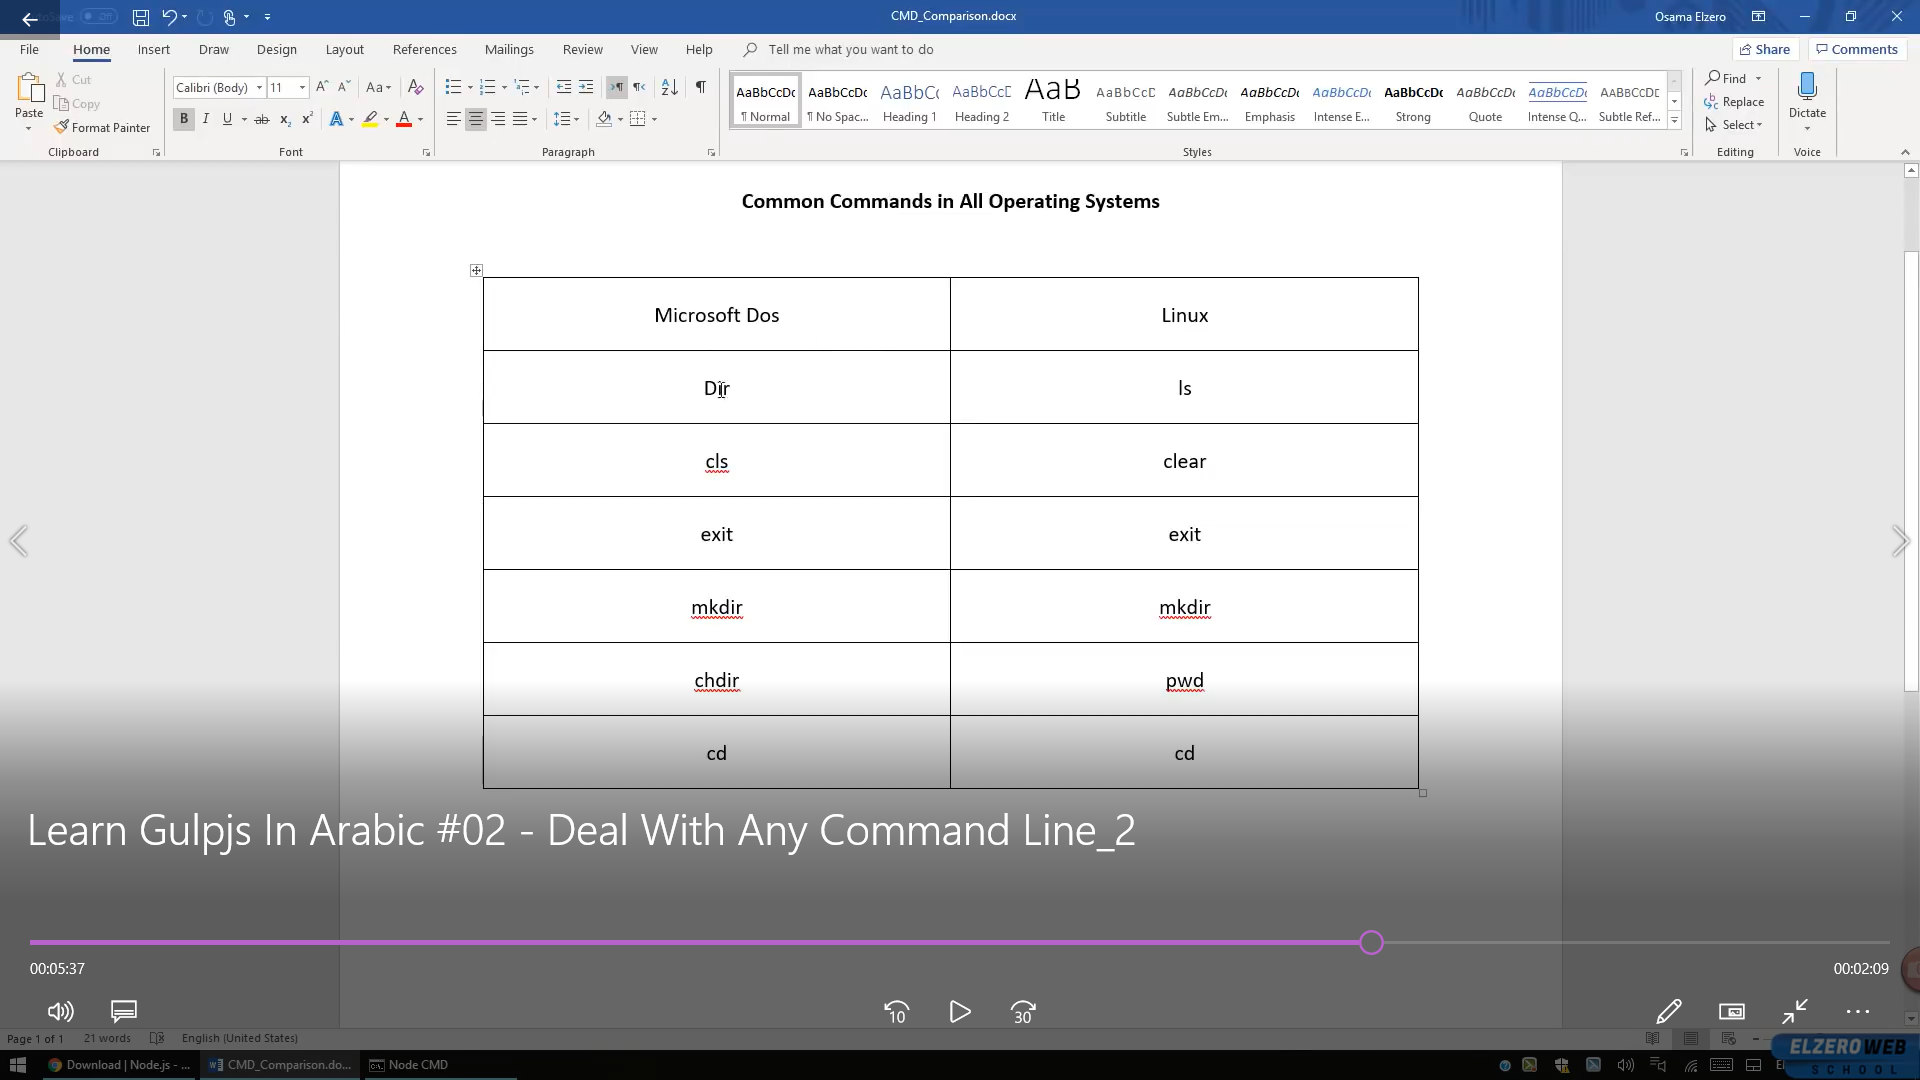 CMD_Comparison.docx
Osama Elzero
File Home Insert Draw Design Layout References Mailings Review View Help Tell me what you want to do Share Comments
Paste
Cut
Copy
Format Painter
Clipboard
Calibri (Body) 11
Font
Paragraph
AaBbCcDc AaBbCcDc AaBbC( AaBbCcE AaB AaBbCcD AaBbCcDc AaBbCcDc AaBbCcDc AaBbCcDc AaBbCcDc AaBbCcDc AABBCCDE
¶ Normal ¶ No Spac... Heading 1 Heading 2 Title Subtitle Subtle Em... Emphasis Intense E... Strong Quote Intense Q... Subtle Ref...
Styles
Find
Replace
Select
Editing
Dictate
Voice
Common Commands in All Operating Systems
Microsoft Dos Linux
Dir ls
cls clear
exit exit
mkdir mkdir
chdir pwd
cd cd
Learn Gulpjs In Arabic #02 - Deal With Any Command Line_2
00:05:37 00:02:09
10 30
Page 1 of 1 21 words English (United States)
Download | Node.js - ... CMD_Comparison.do... Node CMD
ELZEROWEB
SCHOOL